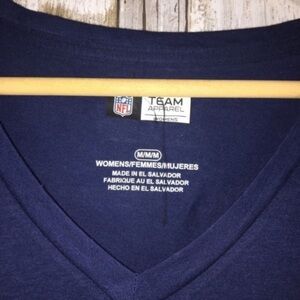 NFL
TEAM
APPAREL
WOMENS
M/M/M
WOMENS/FEMMES/MUJERES
MADE IN EL SALVADOR
FABRIQUE AU EL SALVADOR
HECHO EN EL SALVADOR